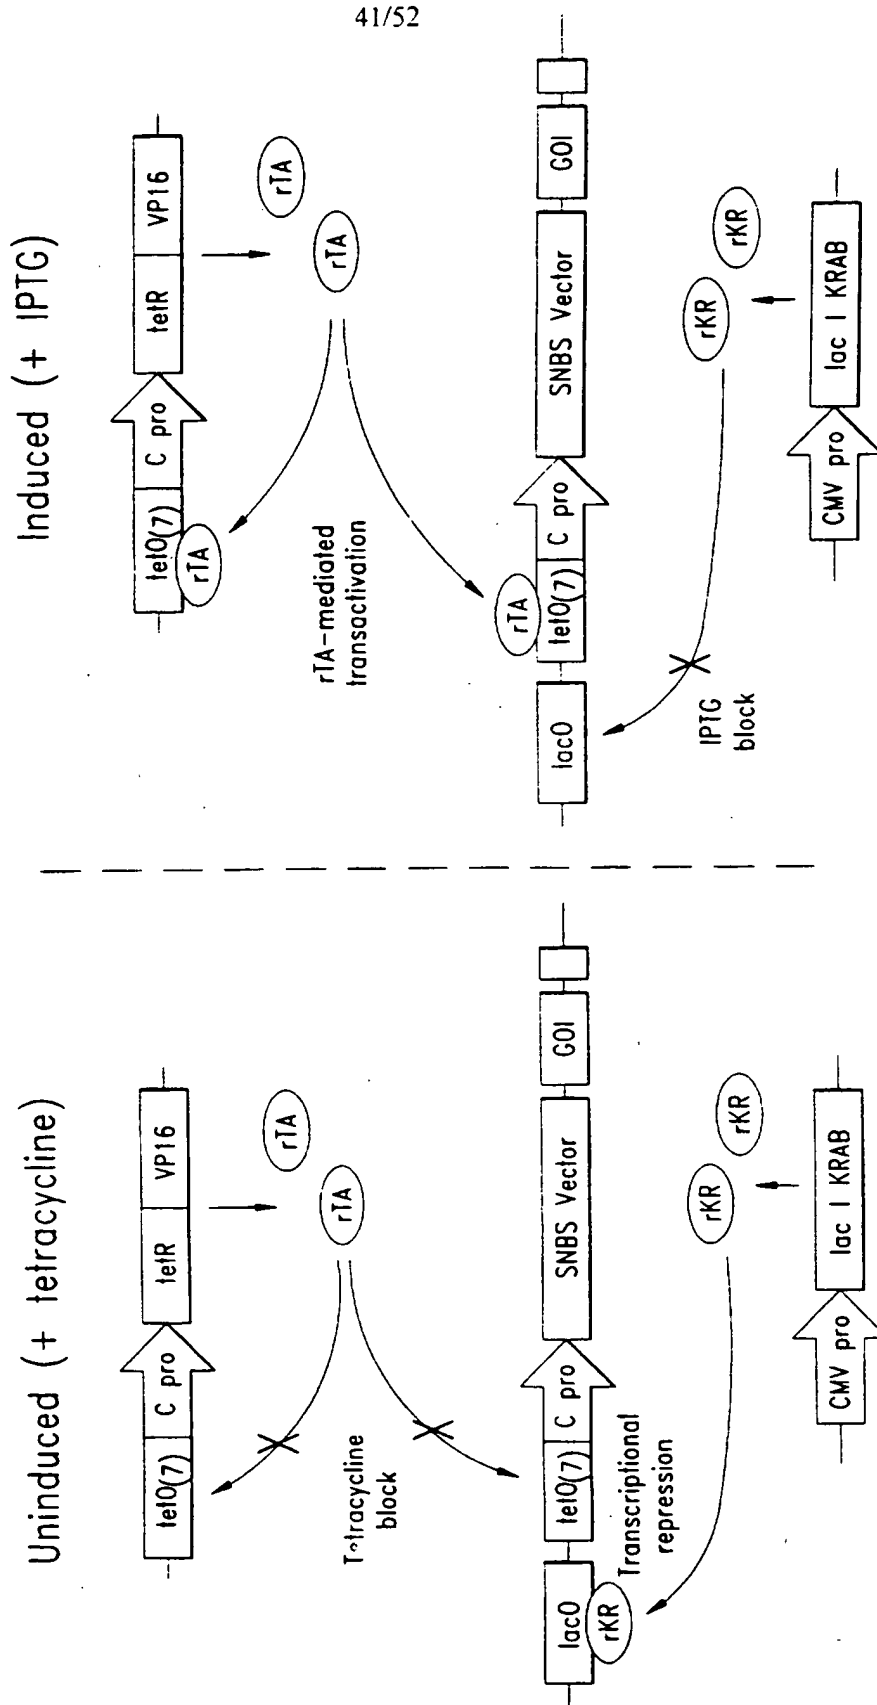 41/52
Uninduced (+ tetracycline)
tetO(7)
C pro
tetR
VP16
rTA
rTA
Tetracycline
block
lacO
rKR
tetO(7)
C pro
SNBS Vector
GOI
Transcriptional
repression
rKR
rKR
CMV pro
lac I KRAB
Induced (+ IPTG)
tetO(7)
rTA
C pro
tetR
VP16
rTA
rTA
rTA-mediated
transactivation
lacO
rTA
tetO(7)
C pro
SNBS Vector
GOI
IPTG
block
rKR
rKR
CMV pro
lac I KRAB